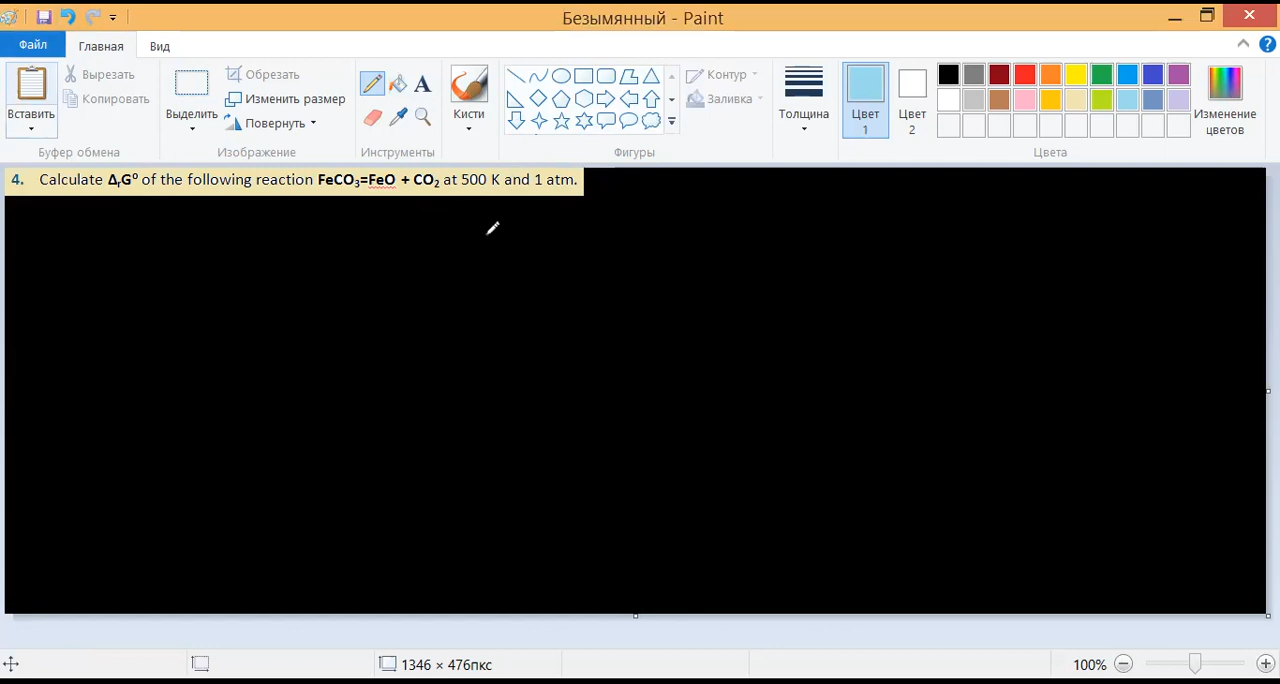 Безымянный - Paint
Файл Главная Вид
Вставить
Вырезать
Копировать
Буфер обмена
Выделить
Обрезать
Изменить размер
Повернуть
Изображение
A
Инструменты
Кисти
Контур
Заливка
Фигуры
Толщина
Цвет 1
Цвет 2
Изменение цветов
Цвета
4. Calculate ΔᵣG⁰ of the following reaction FeCO₃=FeO + CO₂ at 500 K and 1 atm.
1346 × 476пкс
100%